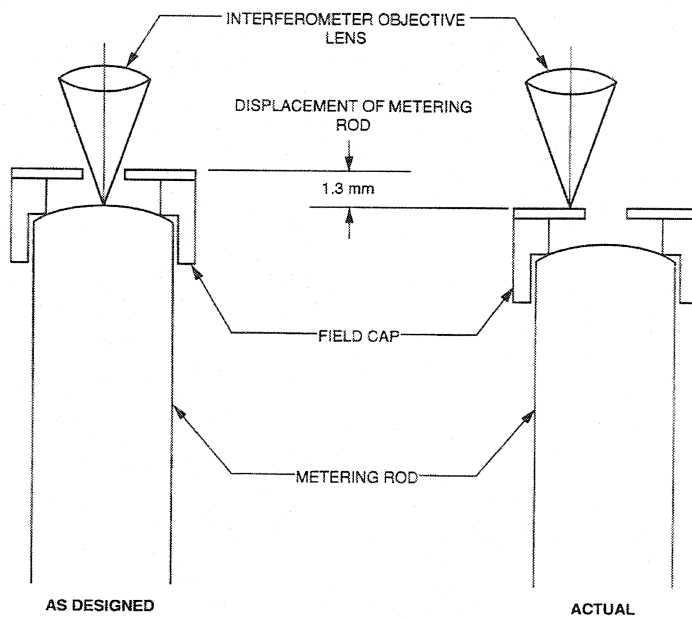 INTERFEROMETER OBJECTIVE
LENS
DISPLACEMENT OF METERING
ROD
1.3 mm
FIELD CAP
METERING ROD
AS DESIGNED
ACTUAL